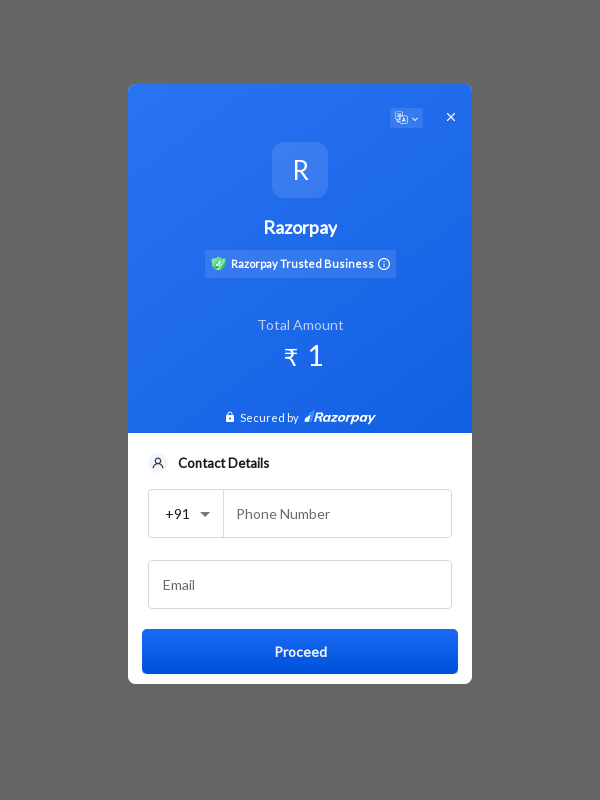 R
Razorpay
Razorpay Trusted Business
Total Amount
₹ 1
Secured by Razorpay
Contact Details
+91 Phone Number
Email
Proceed